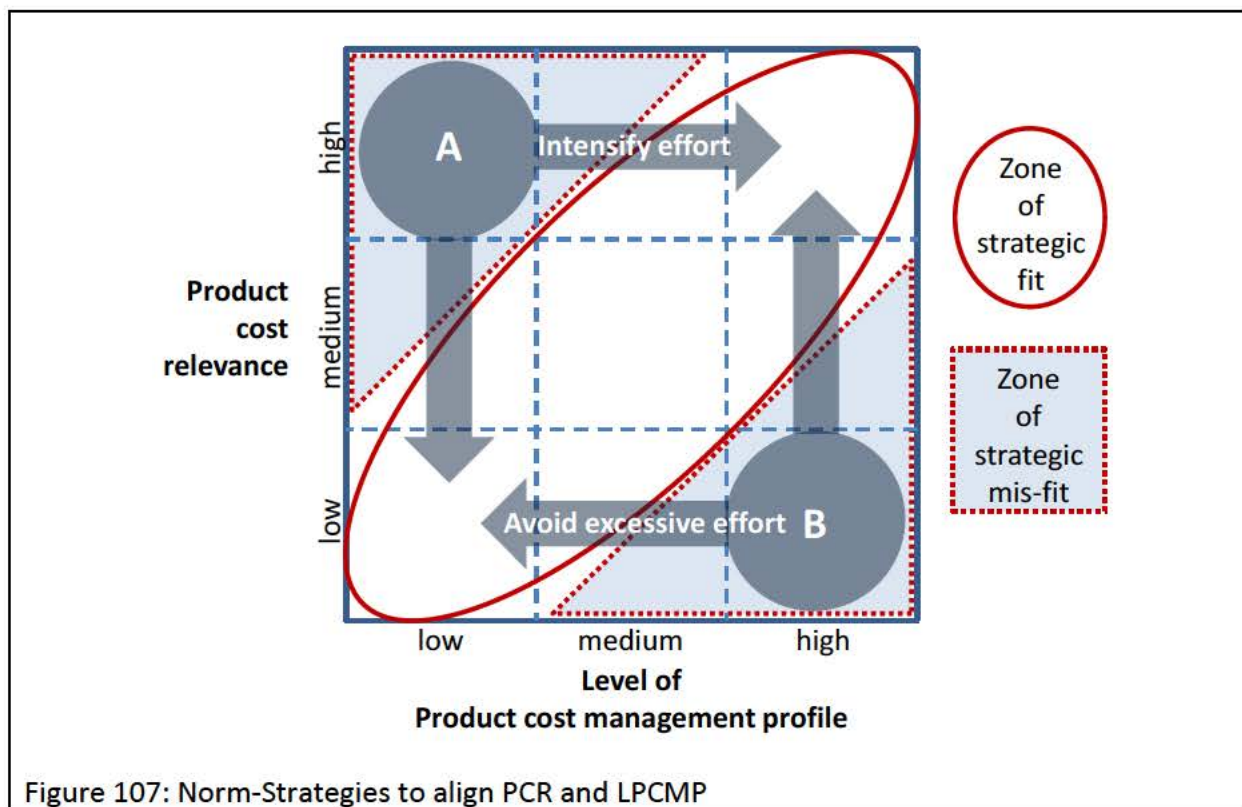 A
Intensify effort
high
Product
cost
relevance
medium
low
Avoid excessive effort
B
low
medium
high
Level of
Product cost management profile
Zone
of
strategic
fit
Zone
of
strategic
mis-fit
Figure 107: Norm-Strategies to align PCR and LPCMP